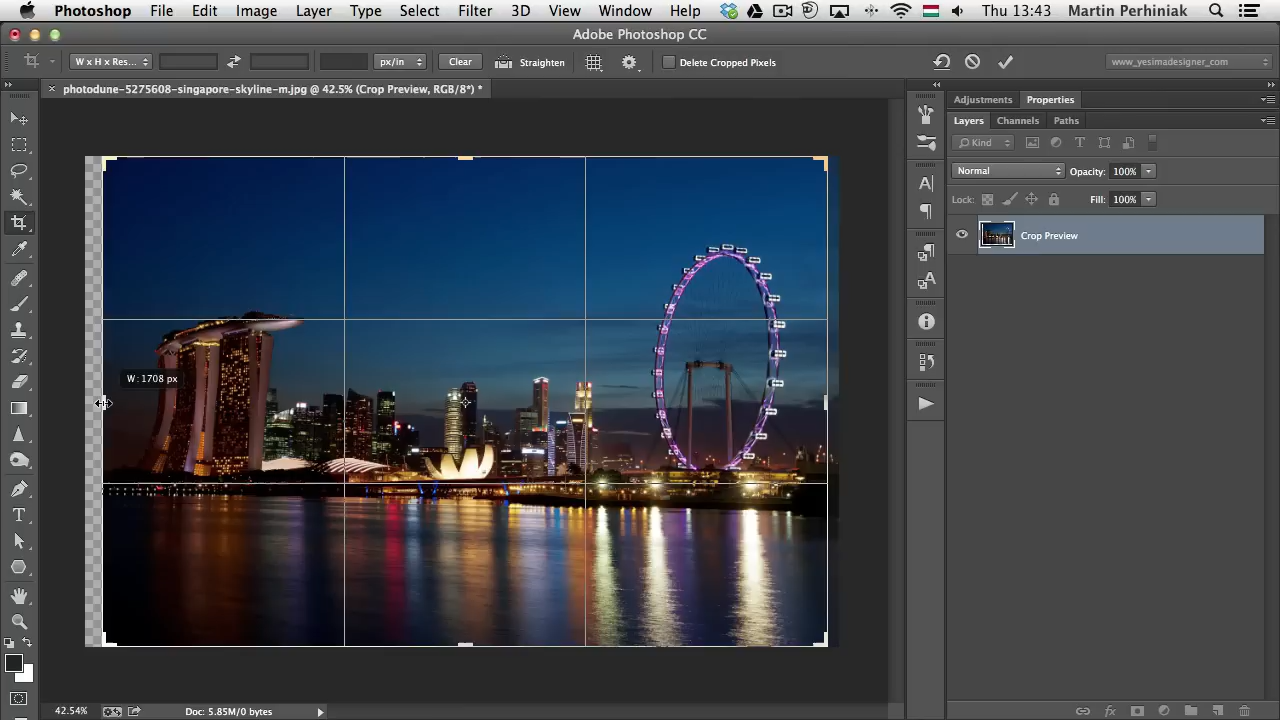 Photoshop File Edit Image Layer Type Select Filter 3D View Window Help Thu 13:43 Martin Perhiniak
Adobe Photoshop CC
W x H x Res... px/in Clear Straighten Delete Cropped Pixels www_yesimadesigner_com
photodune-5275608-singapore-skyline-m.jpg @ 42.5% (Crop Preview, RGB/8*) *
Adjustments Properties
Layers Channels Paths
Kind
Normal Opacity: 100%
Lock: Fill: 100%
Crop Preview
W : 1708 px
42.54% Doc: 5.85M/0 bytes